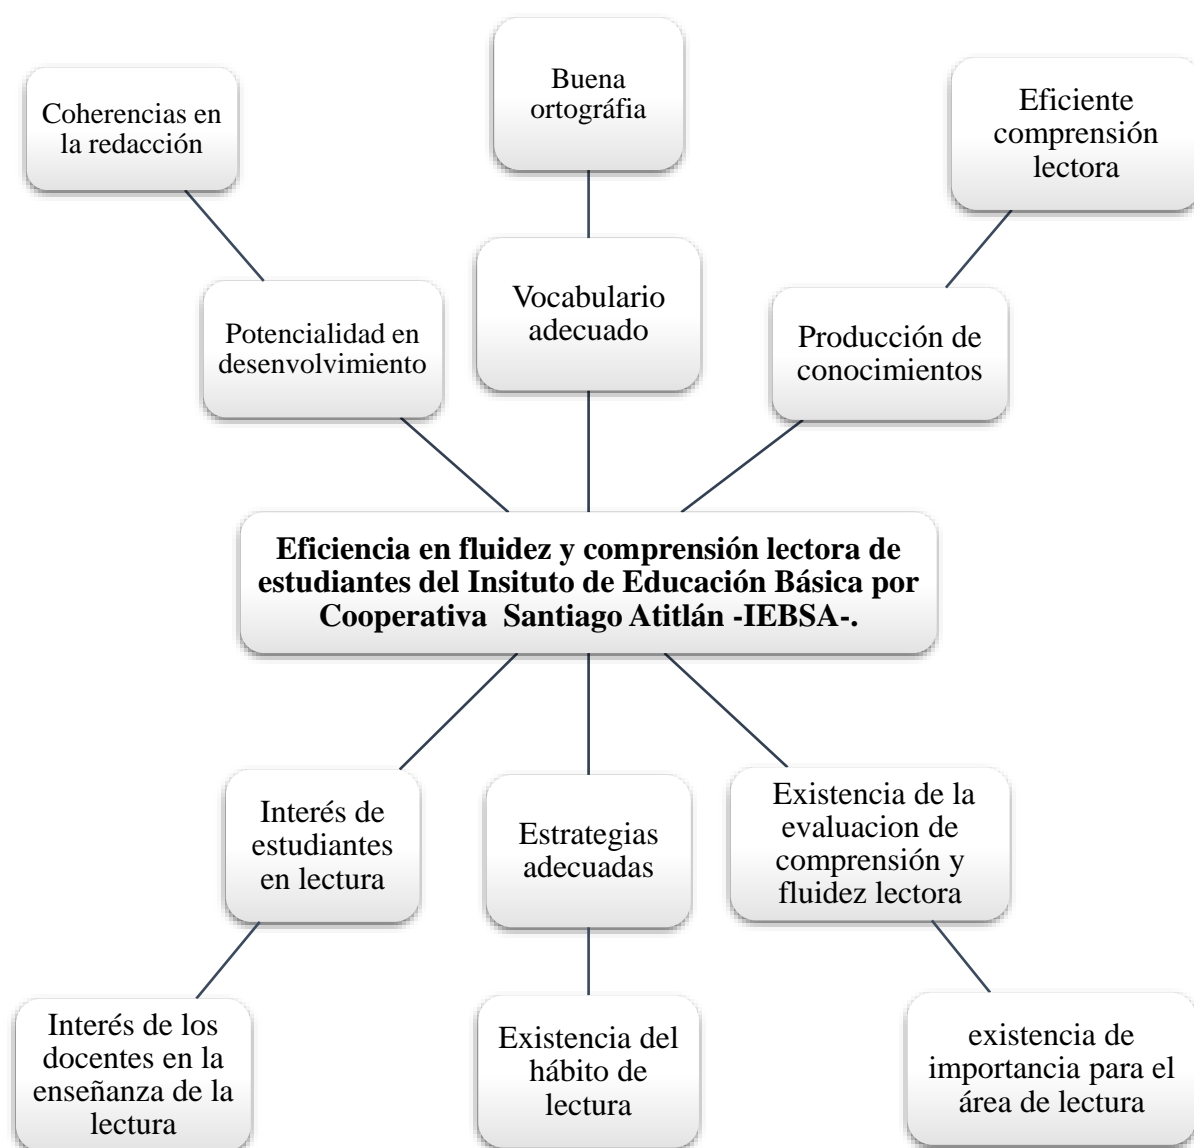 Buena
ortográfia
Coherencias en
la redacción
Eficiente
comprensión
lectora
Vocabulario
adecuado
Potencialidad en
desenvolvimiento
Producción de
conocimientos
Eficiencia en fluidez y comprensión lectora de
estudiantes del Insituto de Educación Básica por
Cooperativa  Santiago Atitlán -IEBSA-.
Interés de
estudiantes
en lectura
Estrategias
adecuadas
Existencia de la
evaluacion de
comprensión y
fluidez lectora
Interés de los
docentes en la
enseñanza de la
lectura
Existencia del
hábito de
lectura
existencia de
importancia para el
área de lectura